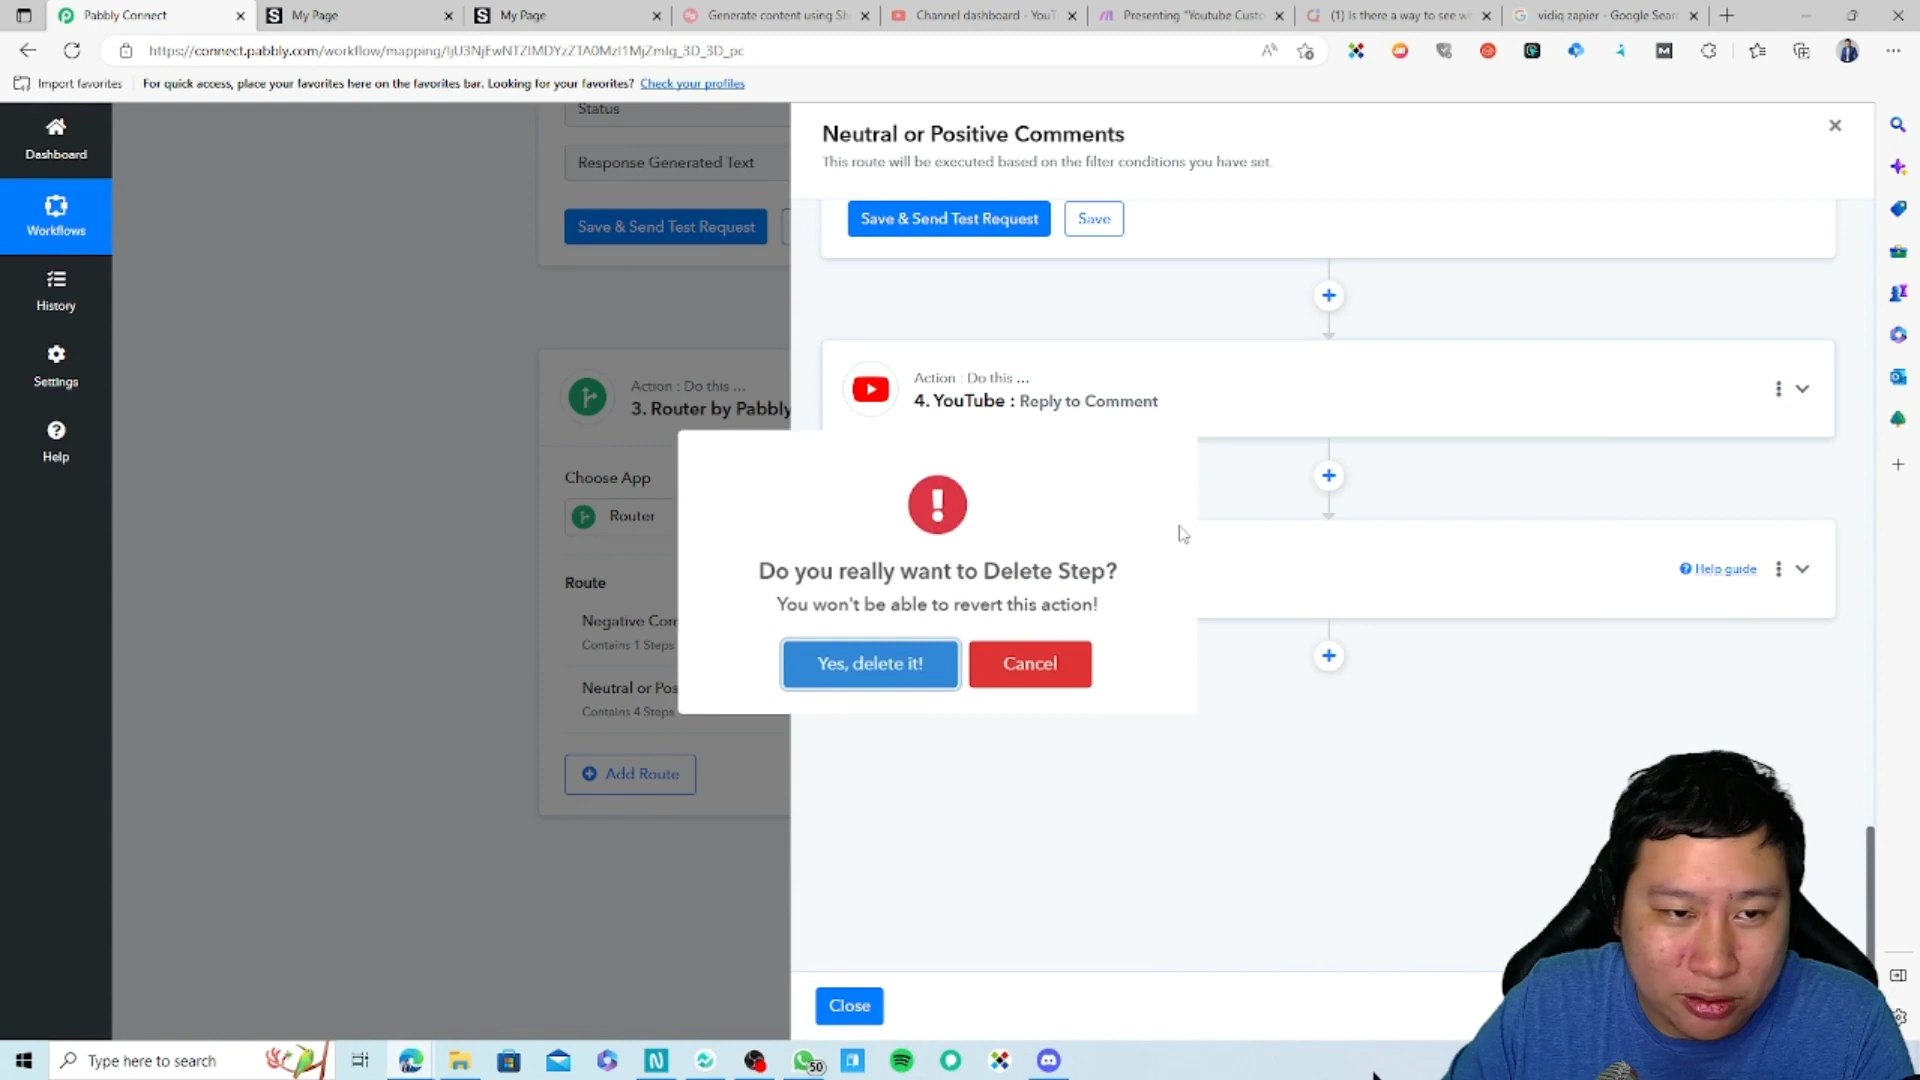 Pabbly Connect
My Page
My Page
Generate content using Sh
Channel dashboard - YouT
Presenting "Youtube Custo
(1) Is there a way to see w
vidiq zapier - Google Sear
https://connect.pabbly.com/workflow/mapping/
Import favorites
For quick access, place your favorites here on the favorites bar. Looking for your favorites? Check your profiles
Dashboard
Workflows
History
Settings
Help
Status
Response Generated Text
Save & Send Test Request
Action : Do this ...
3. Router by Pabbly
Choose App
Router
Route
Negative Com
Contains 1 Steps
Neutral or Pos
Contains 4 Steps
Add Route
Neutral or Positive Comments
This route will be executed based on the filter conditions you have set.
Save & Send Test Request
Save
Action : Do this ...
4. YouTube : Reply to Comment
Help guide
Do you really want to Delete Step?
You won't be able to revert this action!
Yes, delete it!
Cancel
Close
Type here to search
50